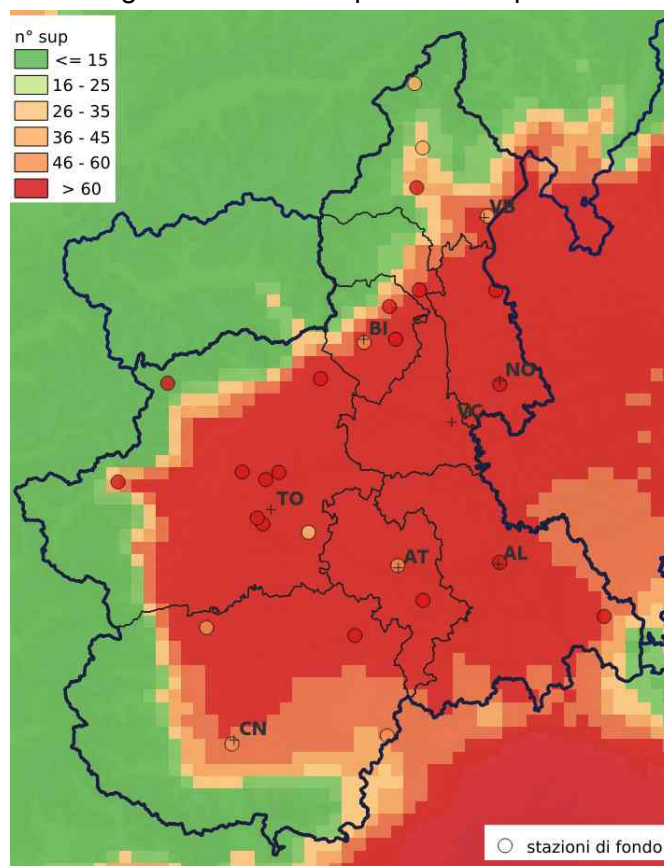 n° sup
<= 15
16 - 25
26 - 35
36 - 45
46 - 60
> 60
VB
BI
NO
VC
TO
AT
AL
CN
stazioni di fondo